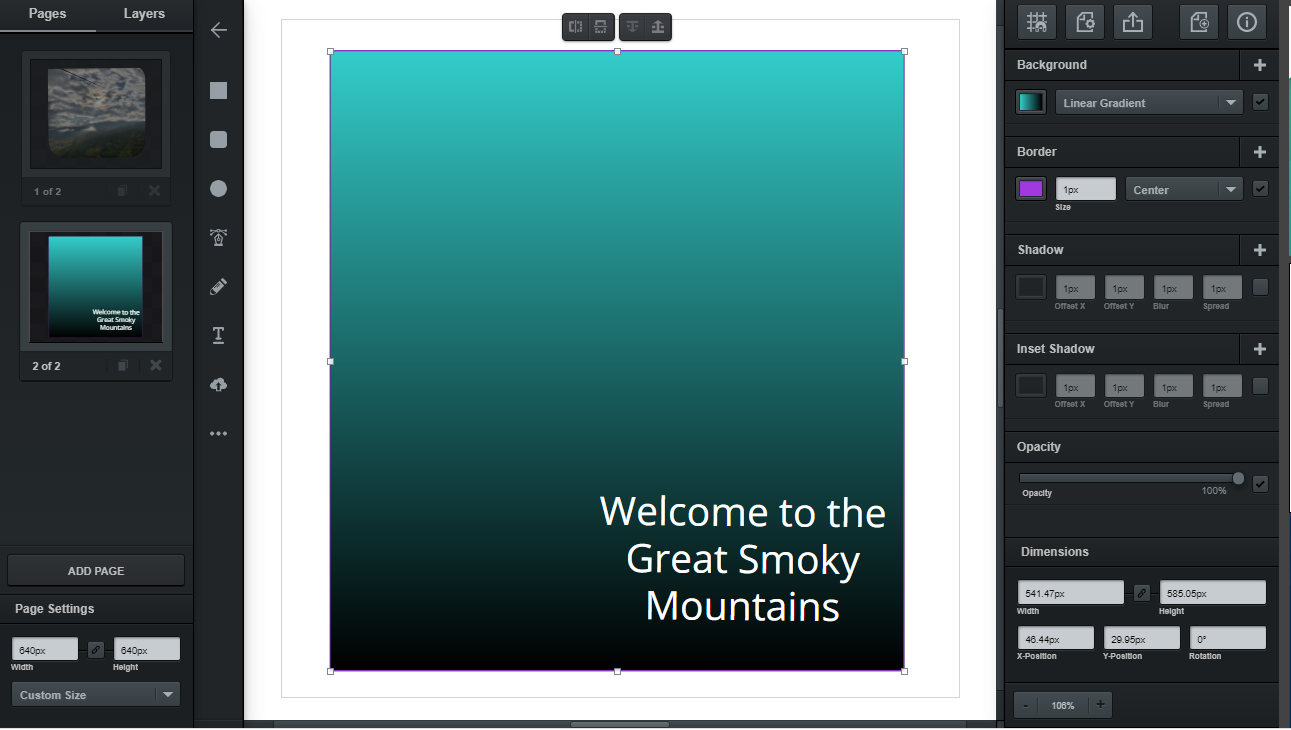 Pages Layers
1 of 2
Welcome to the
Great Smoky
Mountains
2 of 2
ADD PAGE
Page Settings
640px 640px
Width Height
Custom Size
Welcome to the
Great Smoky
Mountains
Background
Linear Gradient
Border
1px Center
Size
Shadow
1px 1px 1px 1px
Offset X Offset Y Blur Spread
Inset Shadow
1px 1px 1px 1px
Offset X Offset Y Blur Spread
Opacity
Opacity 100%
Dimensions
541.47px 585.05px
Width Height
46.44px 29.95px 0°
X-Position Y-Position Rotation
- 106% +